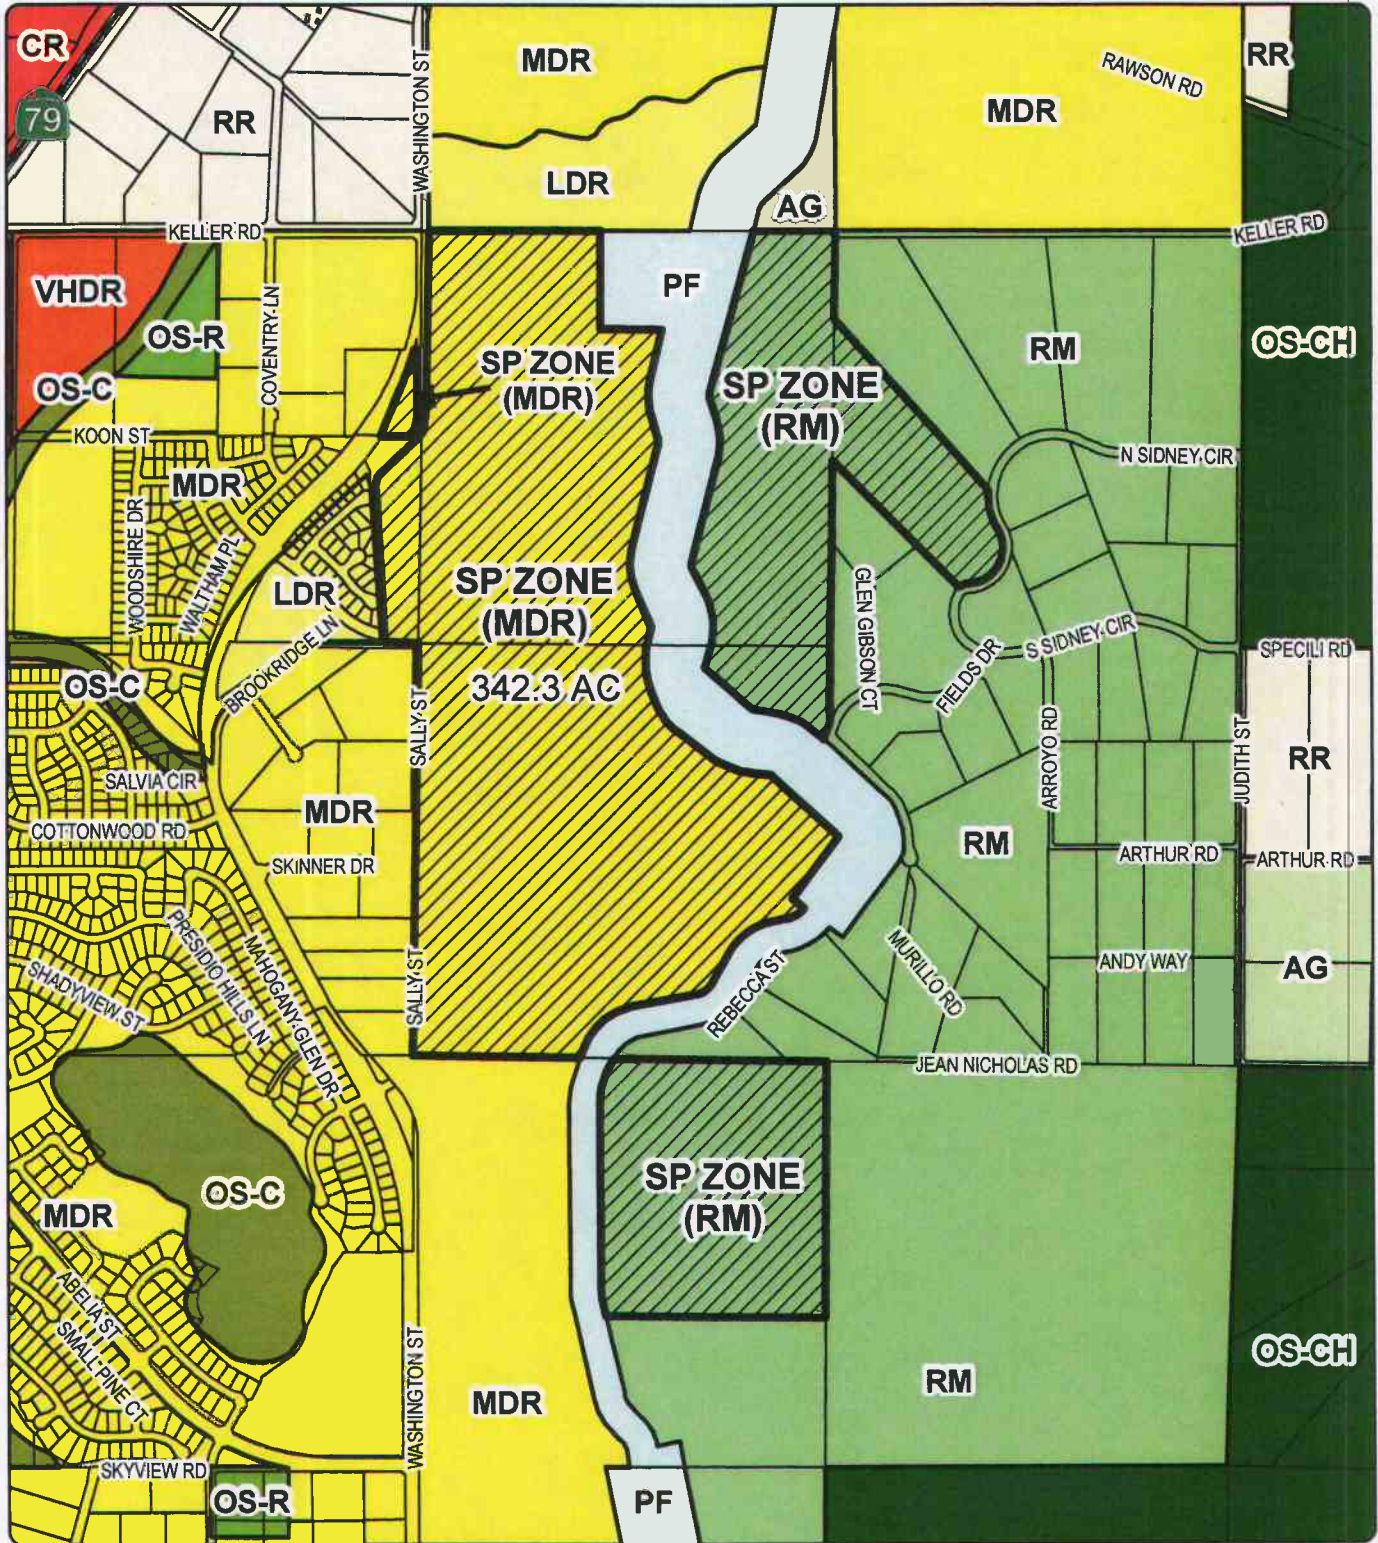 CR
79
RR
WASHINGTON ST
MDR
LDR
AG
RAWSON RD
MDR
RR
KELLER RD
KELLER RD
VHDR
OS-R
OS-C
COVENTRY LN
KOON ST
PF
SP ZONE
(MDR)
SP ZONE
(RM)
RM
OS-CH
N SIDNEY CIR
MDR
WOODSHIRE DR
WALTHAM PL
LDR
BROOKRIDGE LN
SP ZONE
(MDR)
342.3 AC
GLEN GIBSON CT
FIELDS DR
S SIDNEY CIR
SPECILI RD
OS-C
SALLY ST
SALVIA CIR
COTTONWOOD RD
MDR
SKINNER DR
ARROYO RD
JUDITH ST
RR
RM
ARTHUR RD
ARTHUR RD
PRESIDIO HILLS LN
MAHOGANY GLEN DR
SHADYVIEW ST
SALLY ST
REBECCA ST
MURILLO RD
ANDY WAY
AG
JEAN NICHOLAS RD
OS-C
MDR
SP ZONE
(RM)
ABELIA ST
SMALL PINE CT
WASHINGTON ST
MDR
RM
OS-CH
SKYVIEW RD
OS-R
PF